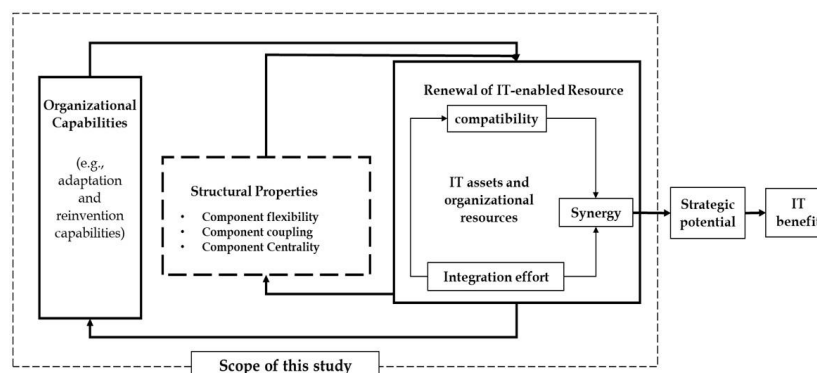 Organizational
Capabilities
(e.g.,
adaptation
and
reinvention
capabilities)
Structural Properties
• Component flexibility
• Component coupling
• Component Centrality
Renewal of IT-enabled Resource
compatibility
IT assets and
organizational
resources
Synergy
Integration effort
Strategic
potential
IT
benefit
Scope of this study